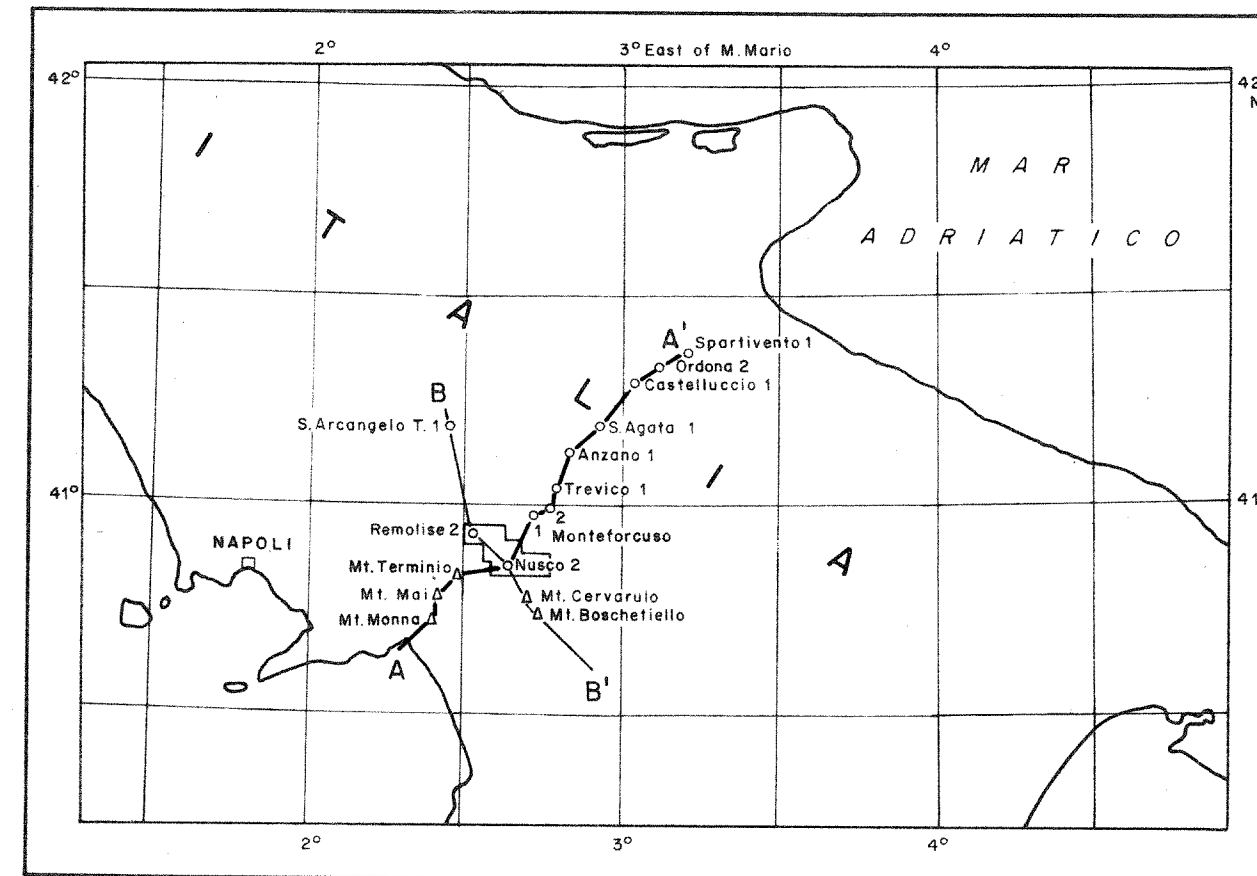 2° 3° East of M. Mario 4°
42° 42
N
I
T
A
L
I
A
MAR
ADRIATICO
A'
Spartivento 1
Ordona 2
Castelluccio 1
B
S. Arcangelo T. 1
S. Agata 1
Anzano 1
Trevico 1
41° 41
1 2
Monteforcuso
Remolise 2
NAPOLI
Nusco 2
Mt. Terminio
Mt. Mai
Mt. Cervarulo
Mt. Boschetiello
Mt. Monna
A
B'
2° 3° 4°